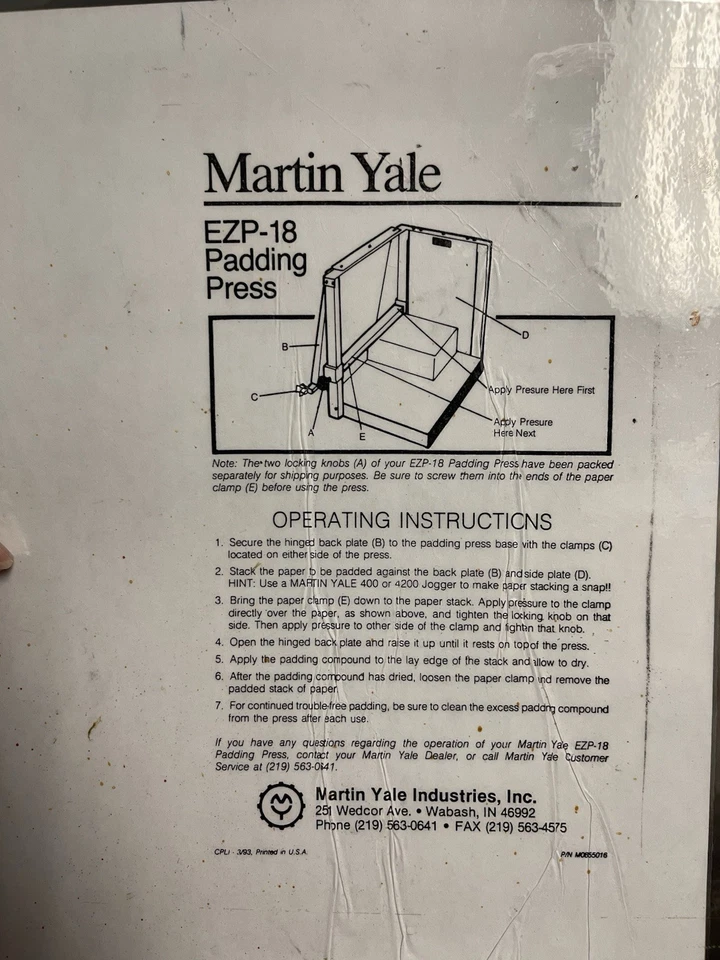 Martin Yale
EZP-18
Padding
Press
B
D
C
Apply Presure Here First
A
E
Apply Presure
Here Next
Note: The two locking knobs (A) of your EZP-18 Padding Press have been packed
separately for shipping purposes. Be sure to screw them into the ends of the paper
clamp (E) before using the press.
OPERATING INSTRUCTIONS
1. Secure the hinged back plate (B) to the padding press base with the clamps (C)
located on either side of the press.
2. Stack the paper to be padded against the back plate (B) and side plate (D).
HINT: Use a MARTIN YALE 400 or 4200 Jogger to make paper stacking a snap!!
3. Bring the paper clamp (E) down to the paper stack. Apply pressure to the clamp
directly over the paper, as shown above, and tighten the locking knob on that
side. Then apply pressure to other side of the clamp and tighten that knob.
4. Open the hinged back plate and raise it up until it rests on top of the press.
5. Apply the padding compound to the lay edge of the stack and allow to dry.
6. After the padding compound has dried, loosen the paper clamp and remove the
padded stack of paper.
7. For continued trouble-free padding, be sure to clean the excess padding compound
from the press after each use.
If you have any questions regarding the operation of your Martin Yale EZP-18
Padding Press, contact your Martin Yale Dealer, or call Martin Yale Customer
Service at (219) 563-0641.
Martin Yale Industries, Inc.
251 Wedcor Ave. • Wabash, IN 46992
Phone (219) 563-0641 • FAX (219) 563-4575
CPLI - 3/93, Printed in U.S.A.
P/N M0655016